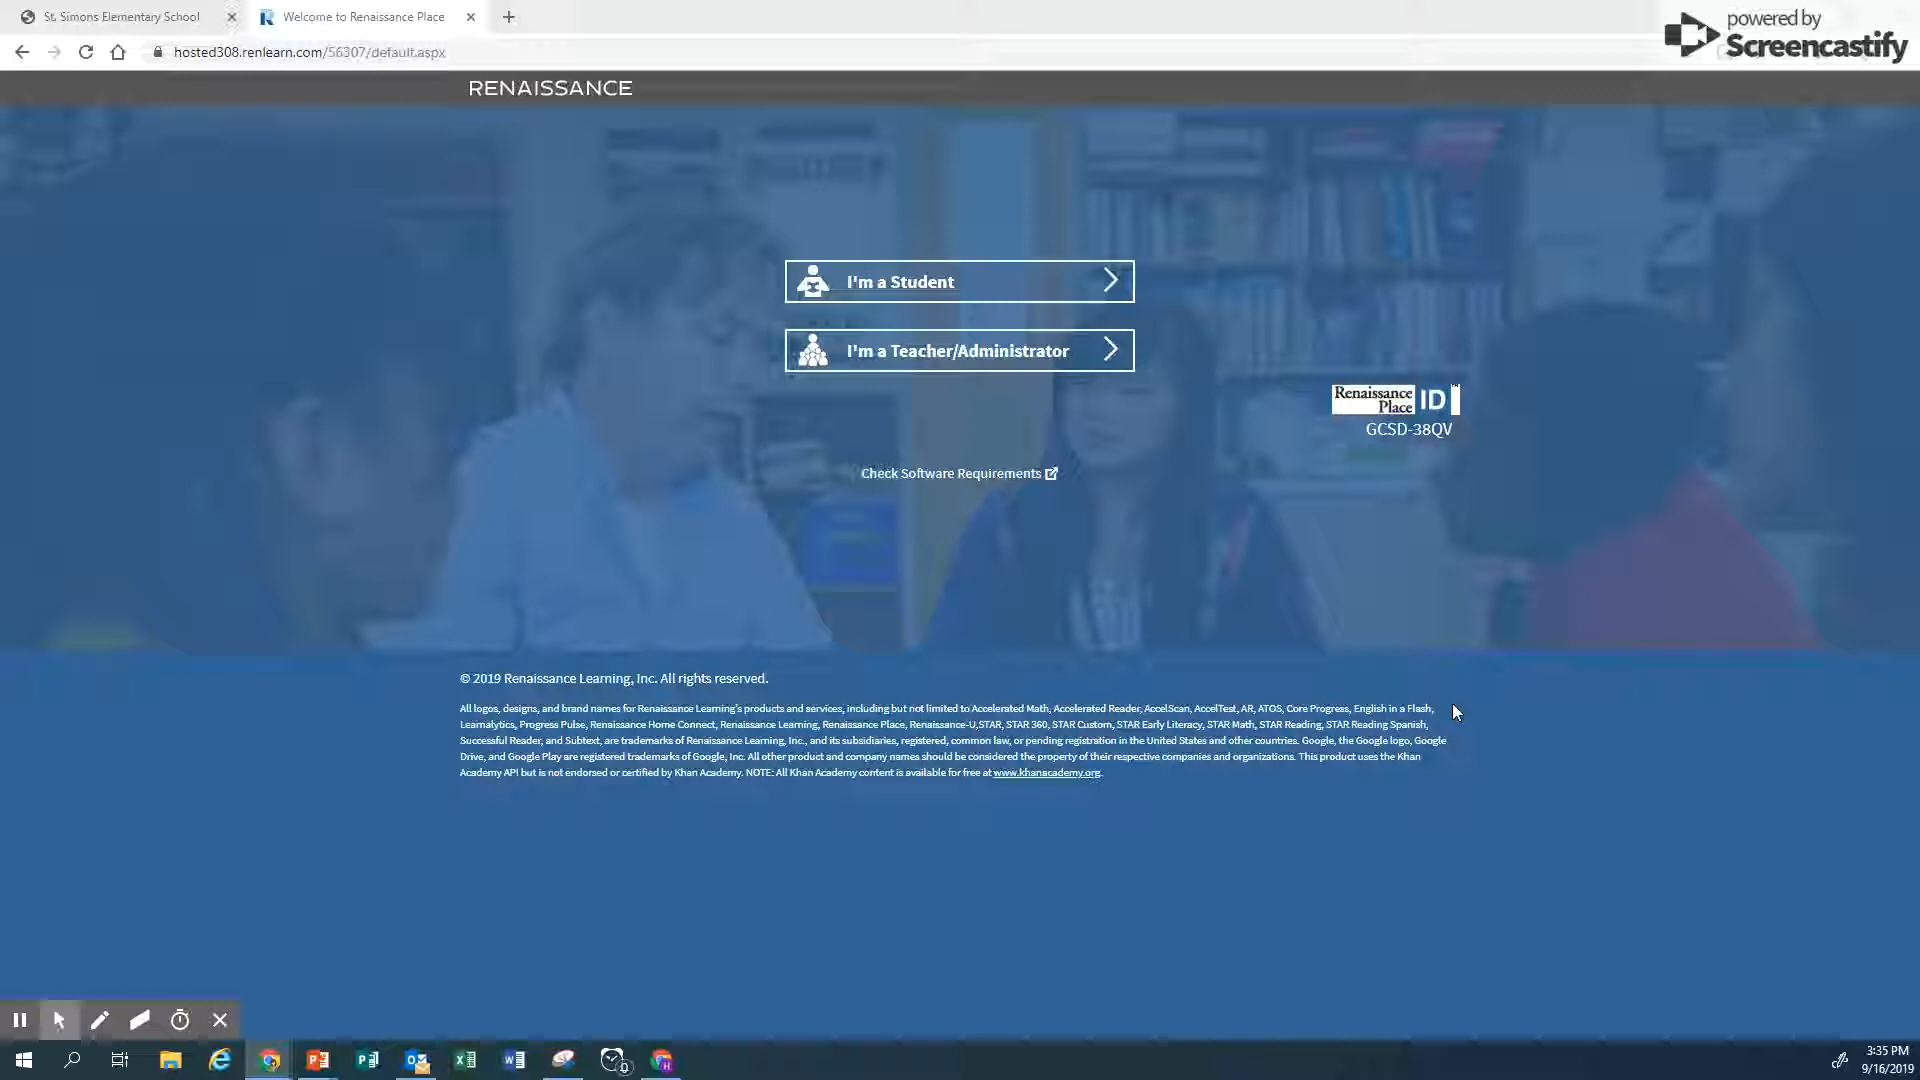 St. Simons Elementary School
Welcome to Renaissance Place
powered by
Screencastify
hosted308.renlearn.com/56307/default.aspx
RENAISSANCE
I'm a Student
I'm a Teacher/Administrator
Renaissance
Place
ID
GCSD-38QV
Check Software Requirements
© 2019 Renaissance Learning, Inc. All rights reserved.
All logos, designs, and brand names for Renaissance Learning's products and services, including but not limited to Accelerated Math, Accelerated Reader, AccelScan, AccelTest, AR, ATOS, Core Progress, English in a Flash,
Learnalytics, Progress Pulse, Renaissance Home Connect, Renaissance Learning, Renaissance Place, Renaissance-U,STAR, STAR 360, STAR Custom, STAR Early Literacy, STAR Math, STAR Reading, STAR Reading Spanish,
Successful Reader, and Subtext, are trademarks of Renaissance Learning, Inc., and its subsidiaries, registered, common law, or pending registration in the United States and other countries. Google, the Google logo, Google
Drive, and Google Play are registered trademarks of Google, Inc. All other product and company names should be considered the property of their respective companies and organizations. This product uses the Khan
Academy API but is not endorsed or certified by Khan Academy. NOTE: All Khan Academy content is available for free at www.khanacademy.org.
3:35 PM
9/16/2019